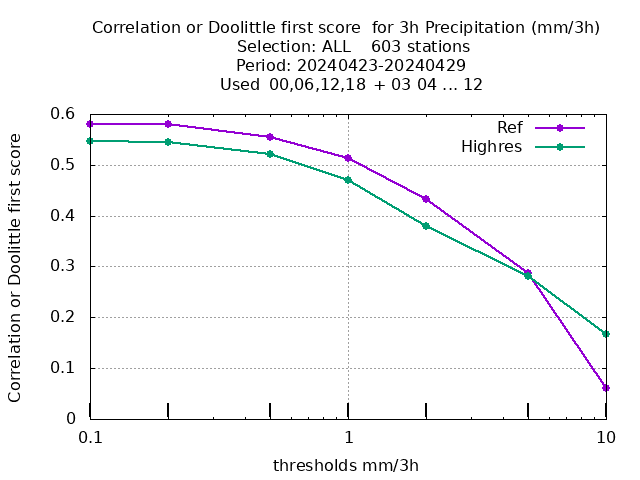 Correlation or Doolittle first score  for 3h Precipitation (mm/3h)
Selection: ALL    603 stations
Period: 20240423-20240429
Used 00,06,12,18 + 03 04 ... 12
Ref
Highres
Correlation or Doolittle first score
0.6
0.5
0.4
0.3
0.2
0.1
0
0.1 1 10
thresholds mm/3h